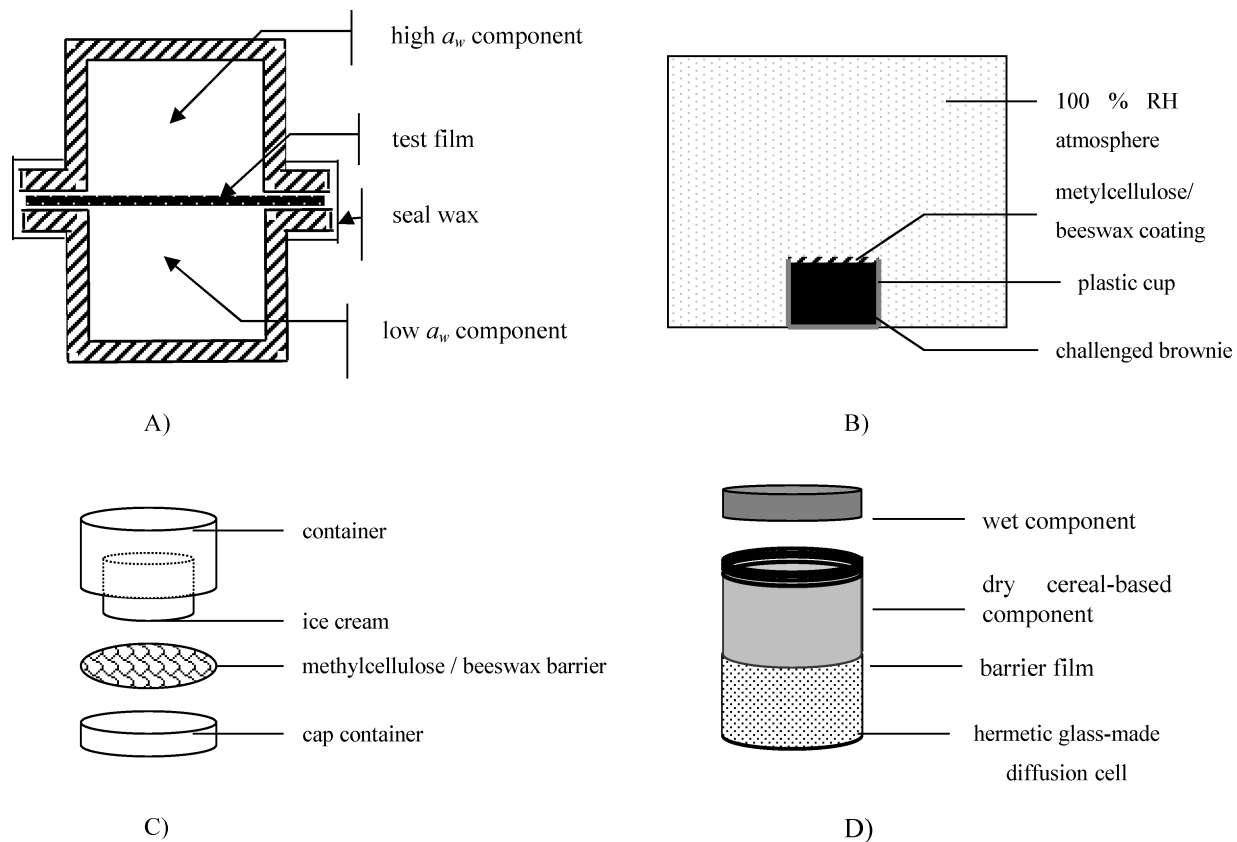 high aw component
test film
seal wax
low aw component
A)
100 % RH
atmosphere
metylcellulose/
beeswax coating
plastic cup
challenged brownie
B)
container
ice cream
methylcellulose / beeswax barrier
cap container
C)
wet component
dry cereal-based
component
barrier film
hermetic glass-made
diffusion cell
D)